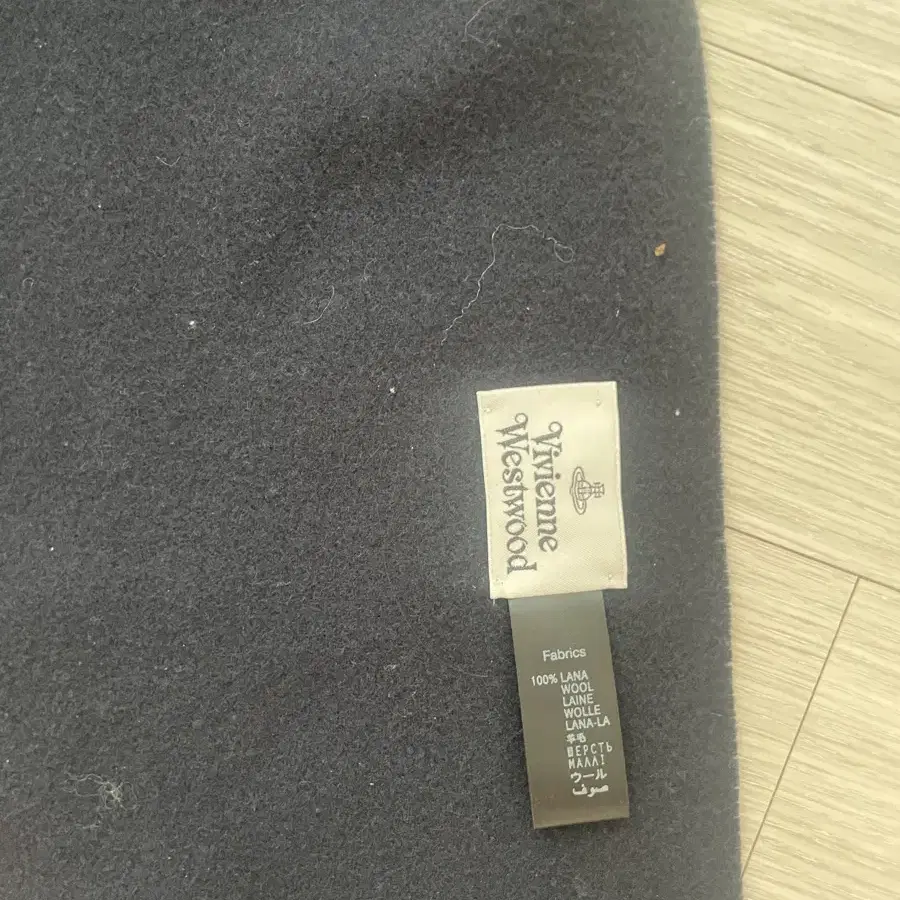 Vivienne
Westwood
Fabrics
100% LANA
WOOL
LAINE
WOLLE
LANA-LA
羊毛
ШЕРСТЬ
ΜΑΛΛΙ
ウール
صوف